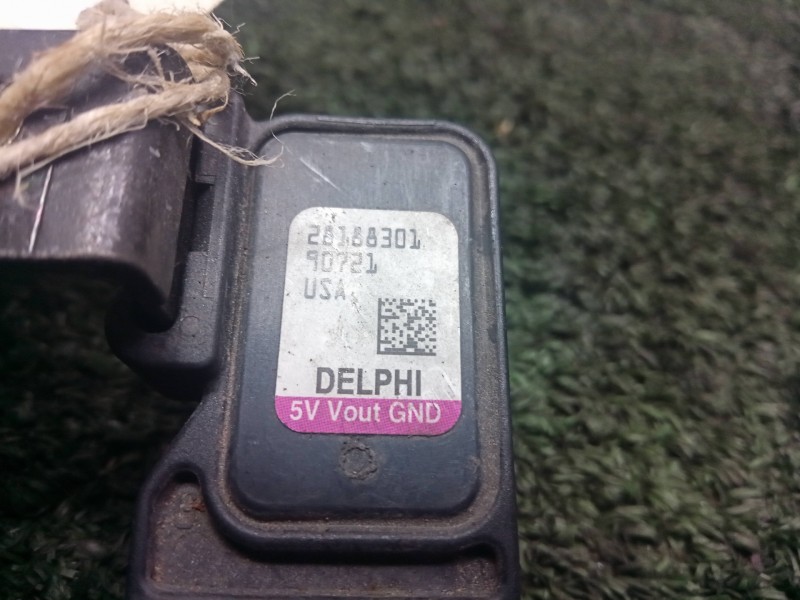 28188301
90721
USA
DELPHI
5V Vout GND